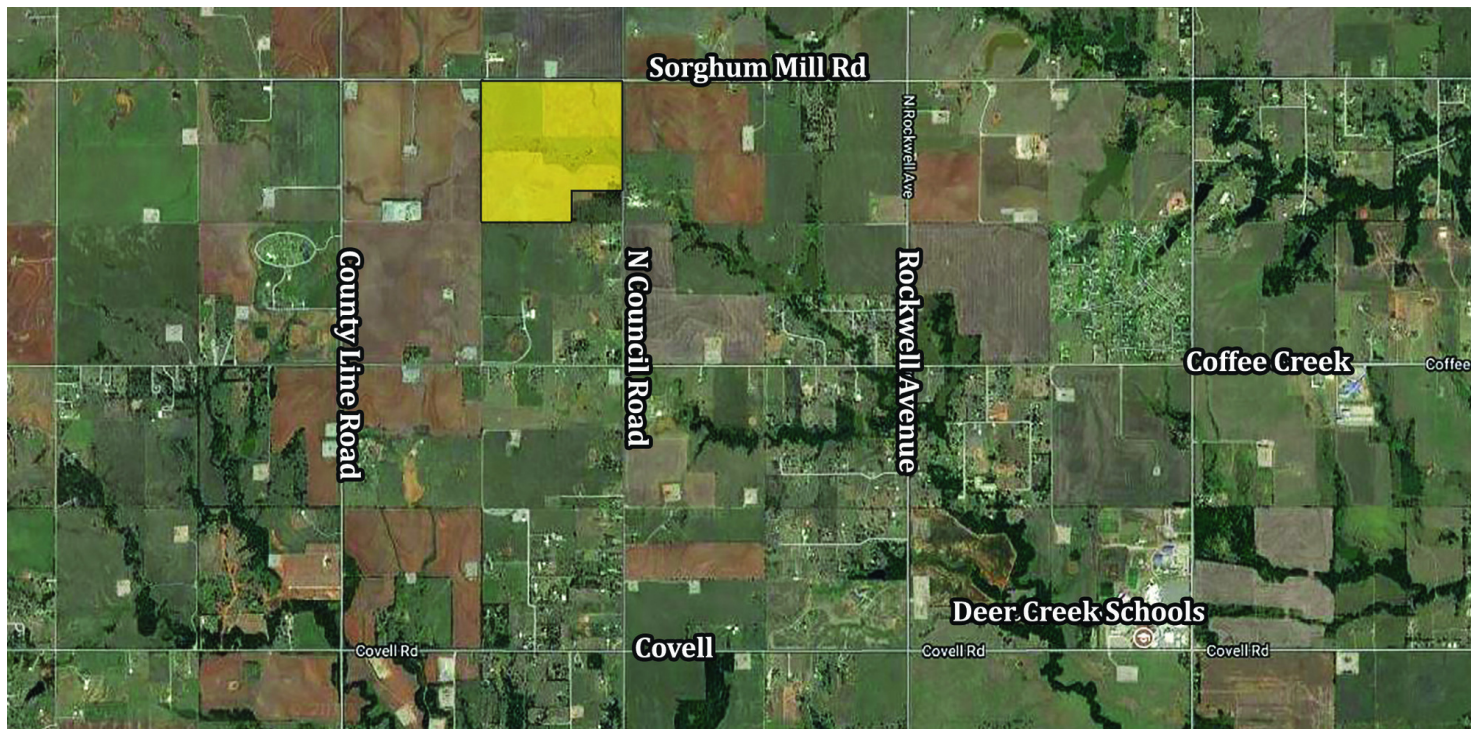 Sorghum Mill Rd
N Rockwell Ave
County Line Road
N Council Road
Rockwell Avenue
Coffee Creek
Coffee
Deer Creek Schools
Covell Rd
Covell
Covell Rd
Covell Rd